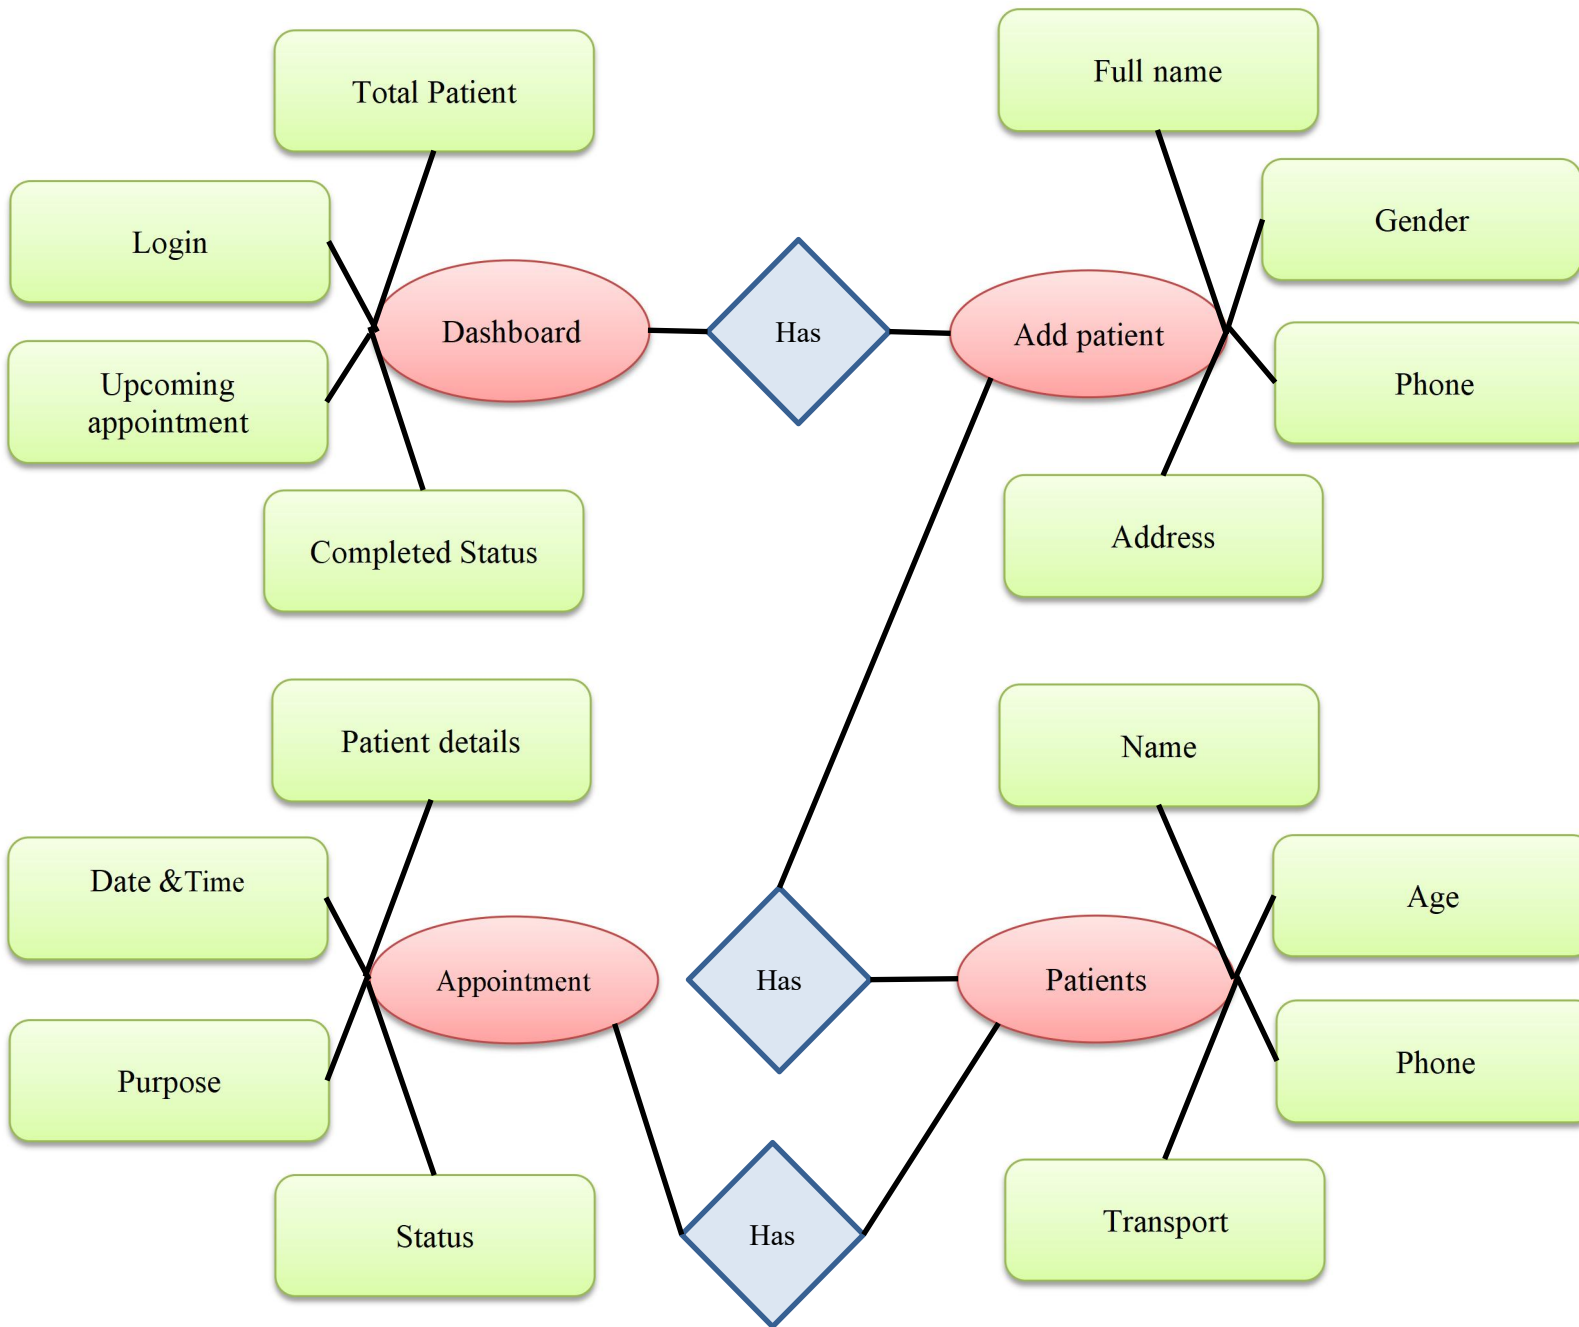 Total Patient
Full name
Login
Gender
Dashboard
Has
Add patient
Upcoming
appointment
Phone
Completed Status
Address
Patient details
Name
Date &Time
Age
Appointment
Has
Patients
Purpose
Phone
Status
Has
Transport